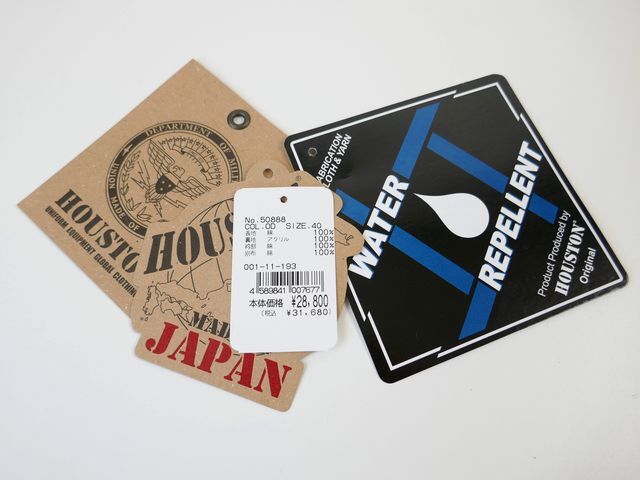 DEPARTMENT OF MILI
MADE OF
HOUSTON
UNIFORM EQUIPMENT GLOBAL CLOTHING
HOUS
MADE
JAPAN
No.50888
COL.OD SIZE.40
表地 綿 100%
裏地 アクリル 100%
衿部 綿 100%
別布 綿 100%
001-11-193
4 589841 007677
本体価格 ¥28,800
(税込 ¥31,680)
FABRICATION
CLOTH & YARN
WATER
REPELLENT
Product Produced by
HOUSTON®
Original